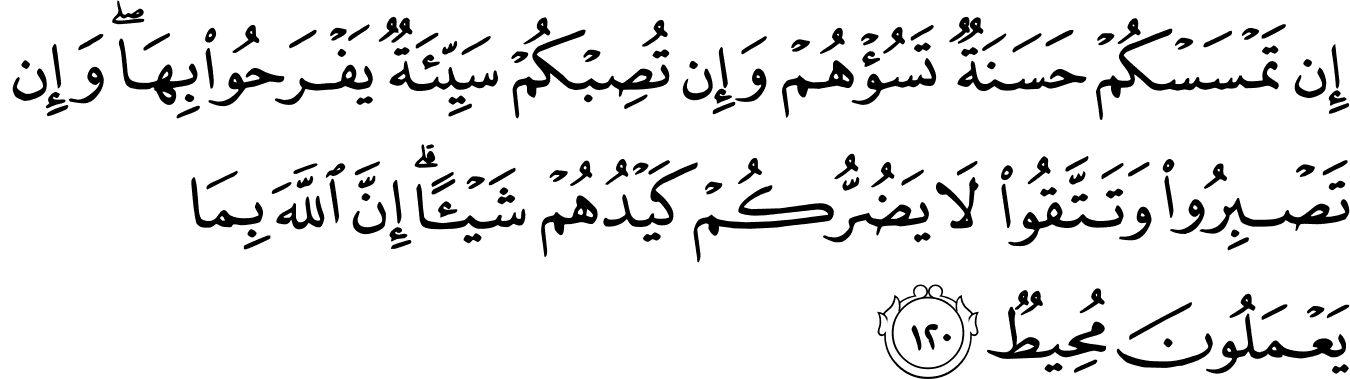 إِن تَمْسَسْكُمْ حَسَنَةٌ تَسُؤْهُمْ وَإِن تُصِبْكُمْ سَيِّئَةٌ يَفْرَحُوا۟ بِهَا ۖ وَإِن
تَصْبِرُوا۟ وَتَتَّقُوا۟ لَا يَضُرُّكُمْ كَيْدُهُمْ شَيْـًٔا ۗ إِنَّ ٱللَّهَ بِمَا
يَعْمَلُونَ مُحِيطٌ ١٢٠